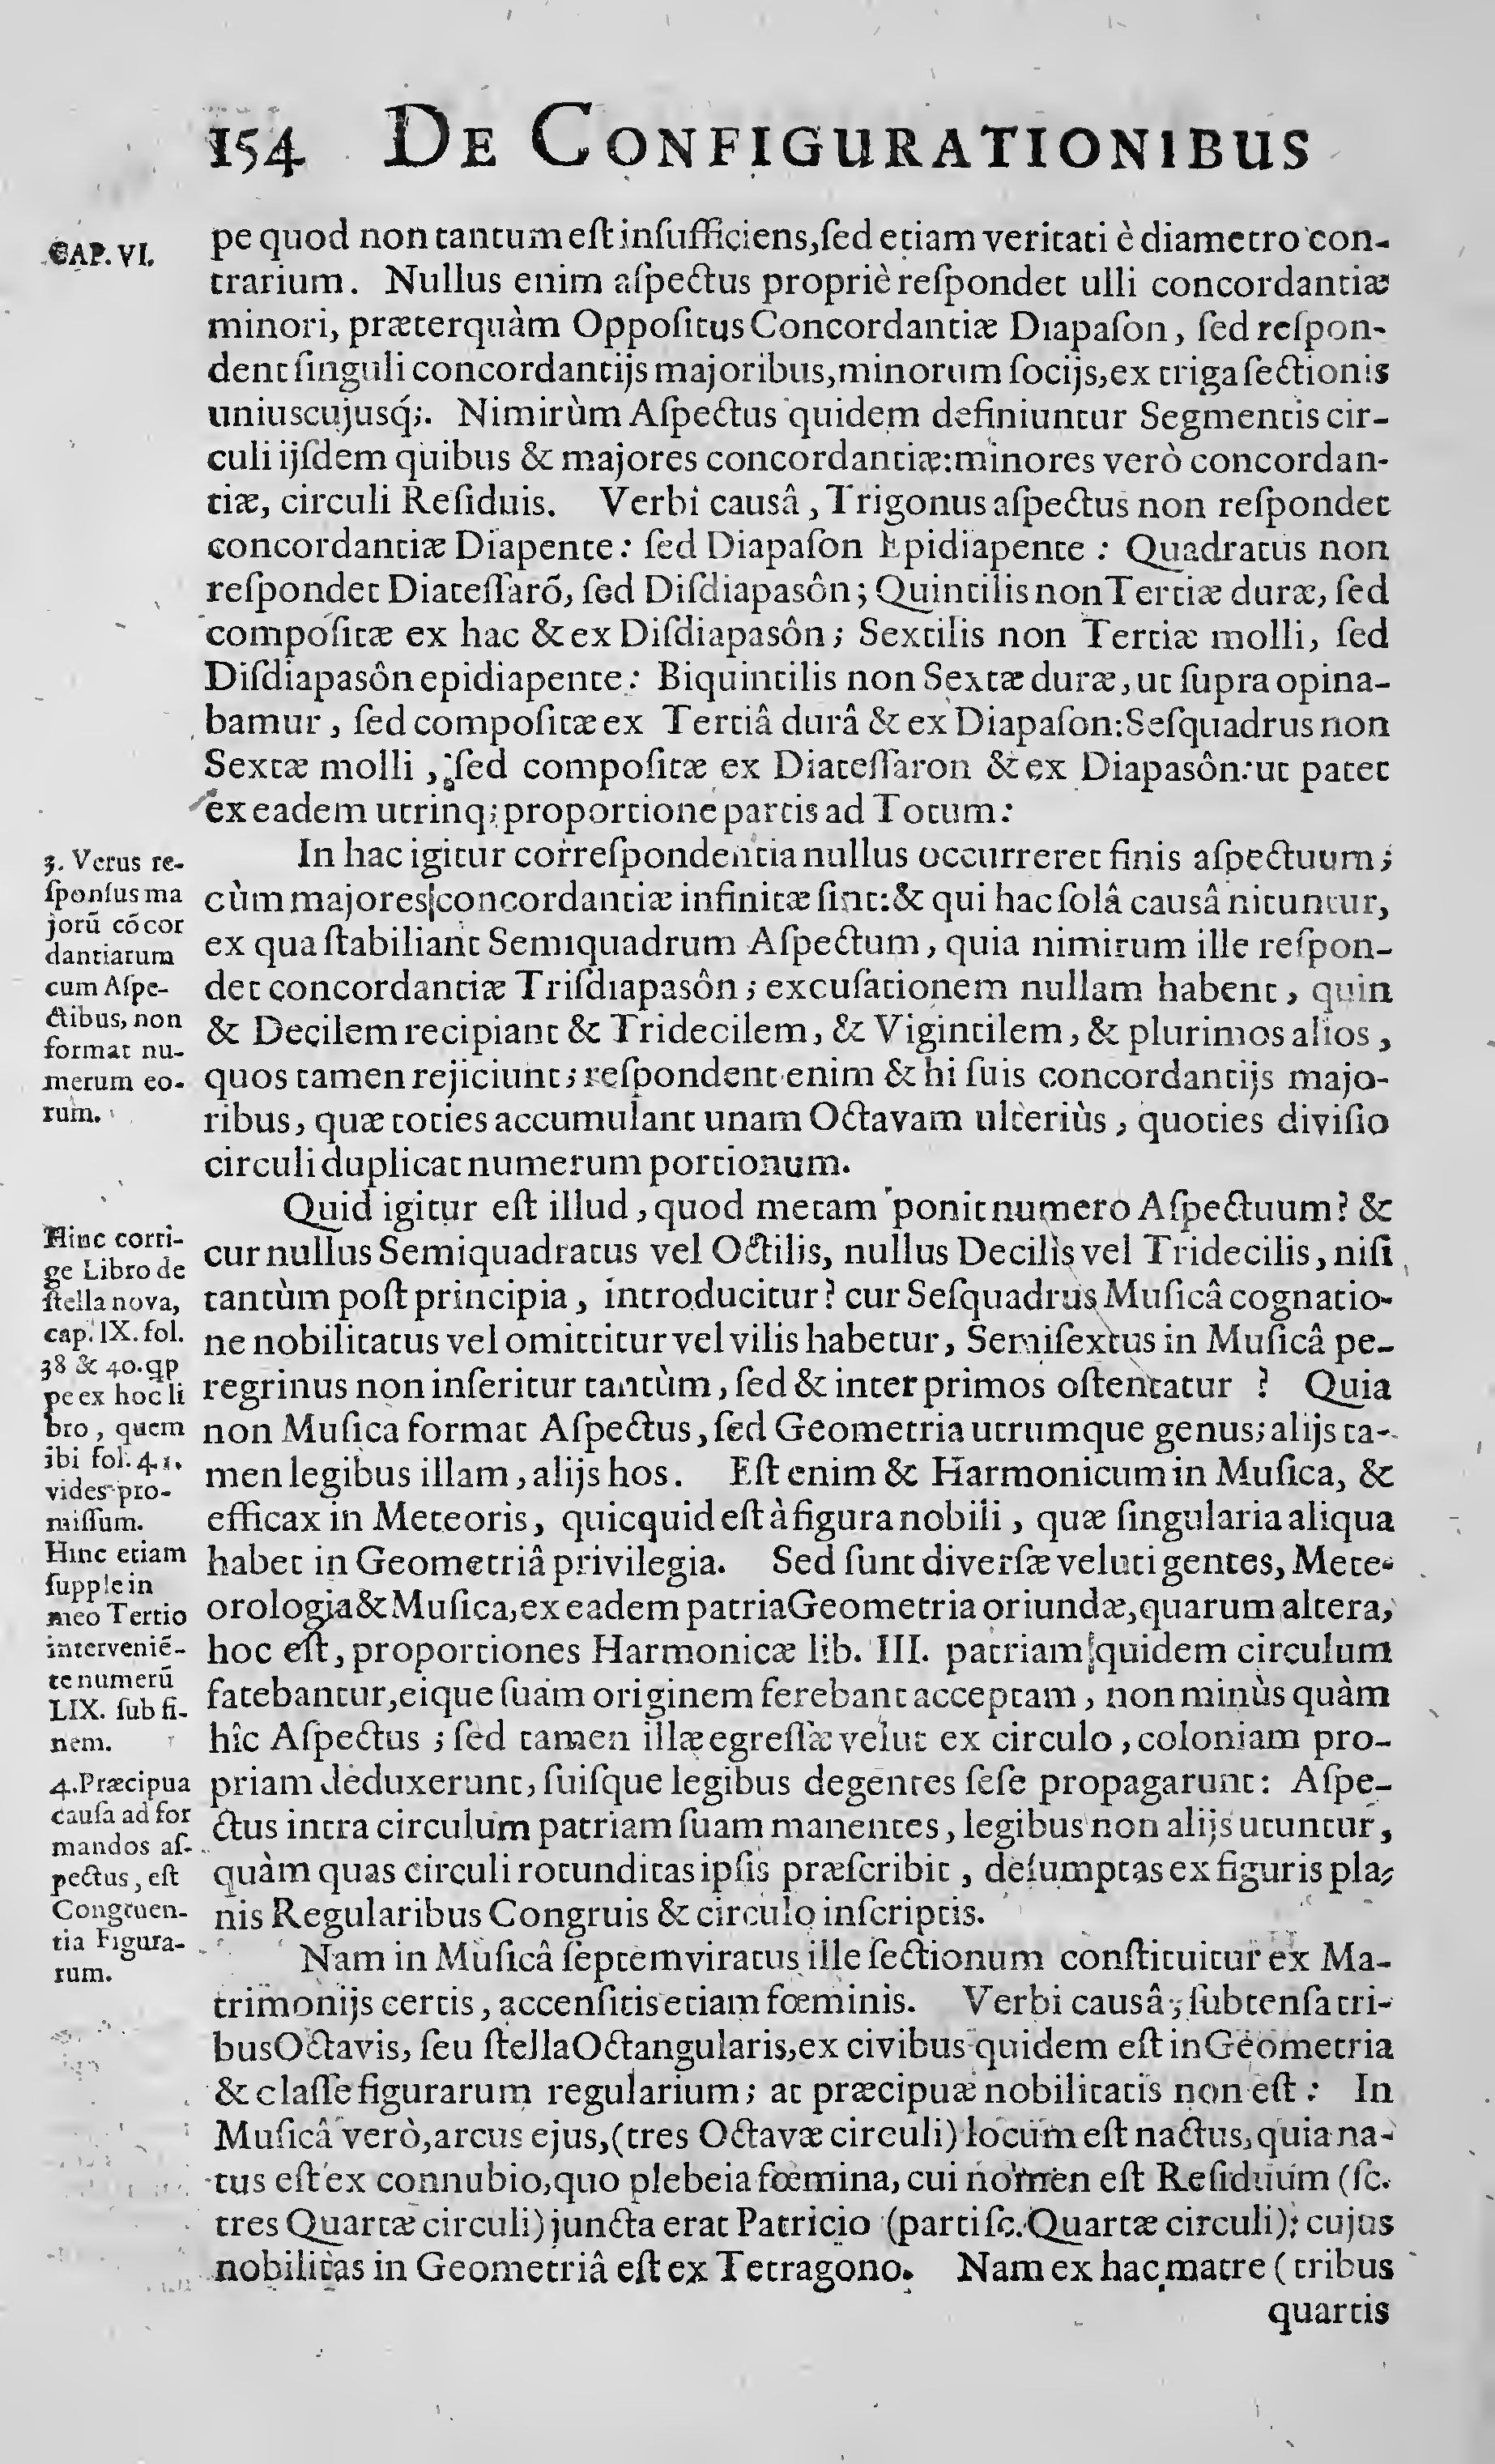 154 DE CONFIGURATIONIBUS
CAP. VI.
pe quod non tantum eſt inſufficiens, ſed etiam veritati è diametro con-
trarium. Nullus enim aſpectus propriè reſpondet ulli concordantiæ
minori, præterquàm Oppoſitus Concordantiæ Diapaſon, ſed reſpon-
dent ſinguli concordantijs majoribus, minorum ſocijs, ex triga ſectionis
uniuscujusq́;. Nimirùm Aſpectus quidem definiuntur Segmentis cir-
culi ijſdem quibus & majores concordantiæ: minores verò concordan-
tiæ, circuli Reſiduis. Verbi causâ, Trigonus aſpectus non reſpondet
concordantiæ Diapente: ſed Diapaſon Epidiapente: Quadratus non
reſpondet Diateſſarõ, ſed Diſdiapasôn; Quintilis non Tertiæ duræ, ſed
compoſitæ ex hac & ex Diſdiapasôn; Sextilis non Tertiæ molli, ſed
Diſdiapasôn epidiapente: Biquintilis non Sextæ duræ, ut ſupra opina-
bamur, ſed compoſitæ ex Tertiâ durâ & ex Diapaſon: Seſquadrus non
Sextæ molli, ſed compoſitæ ex Diateſſaron & ex Diapasôn: ut patet
ex eadem utrinq; proportione partis ad Totum:
3. Verus re-
ſponſus ma
jorũ cõcor
dantiarum
cum Aſpe-
ctibus, non
format nu-
merum eo-
rum.
In hac igitur correſpondentia nullus occurreret finis aſpectuum;
cùm majores concordantiæ infinitæ ſint: & qui hac ſolâ causâ nituntur,
ex qua ſtabiliant Semiquadrum Aſpectum, quia nimirum ille reſpon-
det concordantiæ Triſdiapasôn; excuſationem nullam habent, quin
& Decilem recipiant & Tridecilem, & Vigintilem, & plurimos alios,
quos tamen rejiciunt; reſpondent enim & hi ſuis concordantijs majo-
ribus, quæ toties accumulant unam Octavam ulteriùs, quoties diviſio
circuli duplicat numerum portionum.
Hinc corri-
ge Libro de
ſtella nova,
cap. IX. fol.
38 & 40. qp
pe ex hoc li
bro, quem
ibi fol. 41.
vides pro-
miſſum.
Hinc etiam
ſupple in
meo Tertio
interveniẽ-
te numerũ
LIX. ſub fi-
nem.
Quid igitur eſt illud, quod metam ponit numero Aſpectuum? &
cur nullus Semiquadratus vel Octilis, nullus Decilis vel Tridecilis, niſi
tantùm poſt principia, introducitur? cur Seſquadrus Muſicâ cognatio-
ne nobilitatus vel omittitur vel vilis habetur, Semiſextus in Muſicâ pe-
regrinus non inſeritur tantùm, ſed & inter primos oſtentatur? Quia
non Muſica format Aſpectus, ſed Geometria utrumque genus; alijs ta-
men legibus illam, alijs hos. Eſt enim & Harmonicum in Muſica, &
efficax in Meteoris, quicquid eſt à figura nobili, quæ ſingularia aliqua
habet in Geometriâ privilegia. Sed ſunt diverſæ veluti gentes, Mete-
orologia & Muſica, ex eadem patria Geometria oriundæ, quarum altera,
hoc eſt, proportiones Harmonicæ lib. III. patriam quidem circulum
fatebantur, eique ſuam originem ferebant acceptam, non minùs quàm
hîc Aſpectus; ſed tamen illæ egreſſæ velut ex circulo, coloniam pro-
priam deduxerunt, ſuiſque legibus degentes ſeſe propagarunt: Aſpe-
ctus intra circulum patriam ſuam manentes, legibus non alijs utuntur,
quàm quas circuli rotunditas ipſis præſcribit, deſumptas ex figuris pla-
nis Regularibus Congruis & circulo inſcriptis.
4. Præcipua
cauſa ad for
mandos aſ-
pectus, eſt
Congruen-
tia Figura-
rum.
Nam in Muſicâ ſeptemviratus ille ſectionum conſtituitur ex Ma-
trimonijs certis, accenſitis etiam fœminis. Verbi causâ, ſubtenſa tri-
bus Octavis, ſeu ſtella Octangularis, ex civibus quidem eſt in Geometria
& claſſe figurarum regularium; at præcipuæ nobilitatis non eſt: In
Muſicâ verò, arcus ejus, (tres Octavæ circuli) locum eſt nactus, quia na-
tus eſt ex connubio, quo plebeia fœmina, cui nomen eſt Reſiduum (ſc.
tres Quartæ circuli) juncta erat Patricio (parti ſc. Quartæ circuli); cujus
nobilitas in Geometriâ eſt ex Tetragono. Nam ex hac matre (tribus
quartis